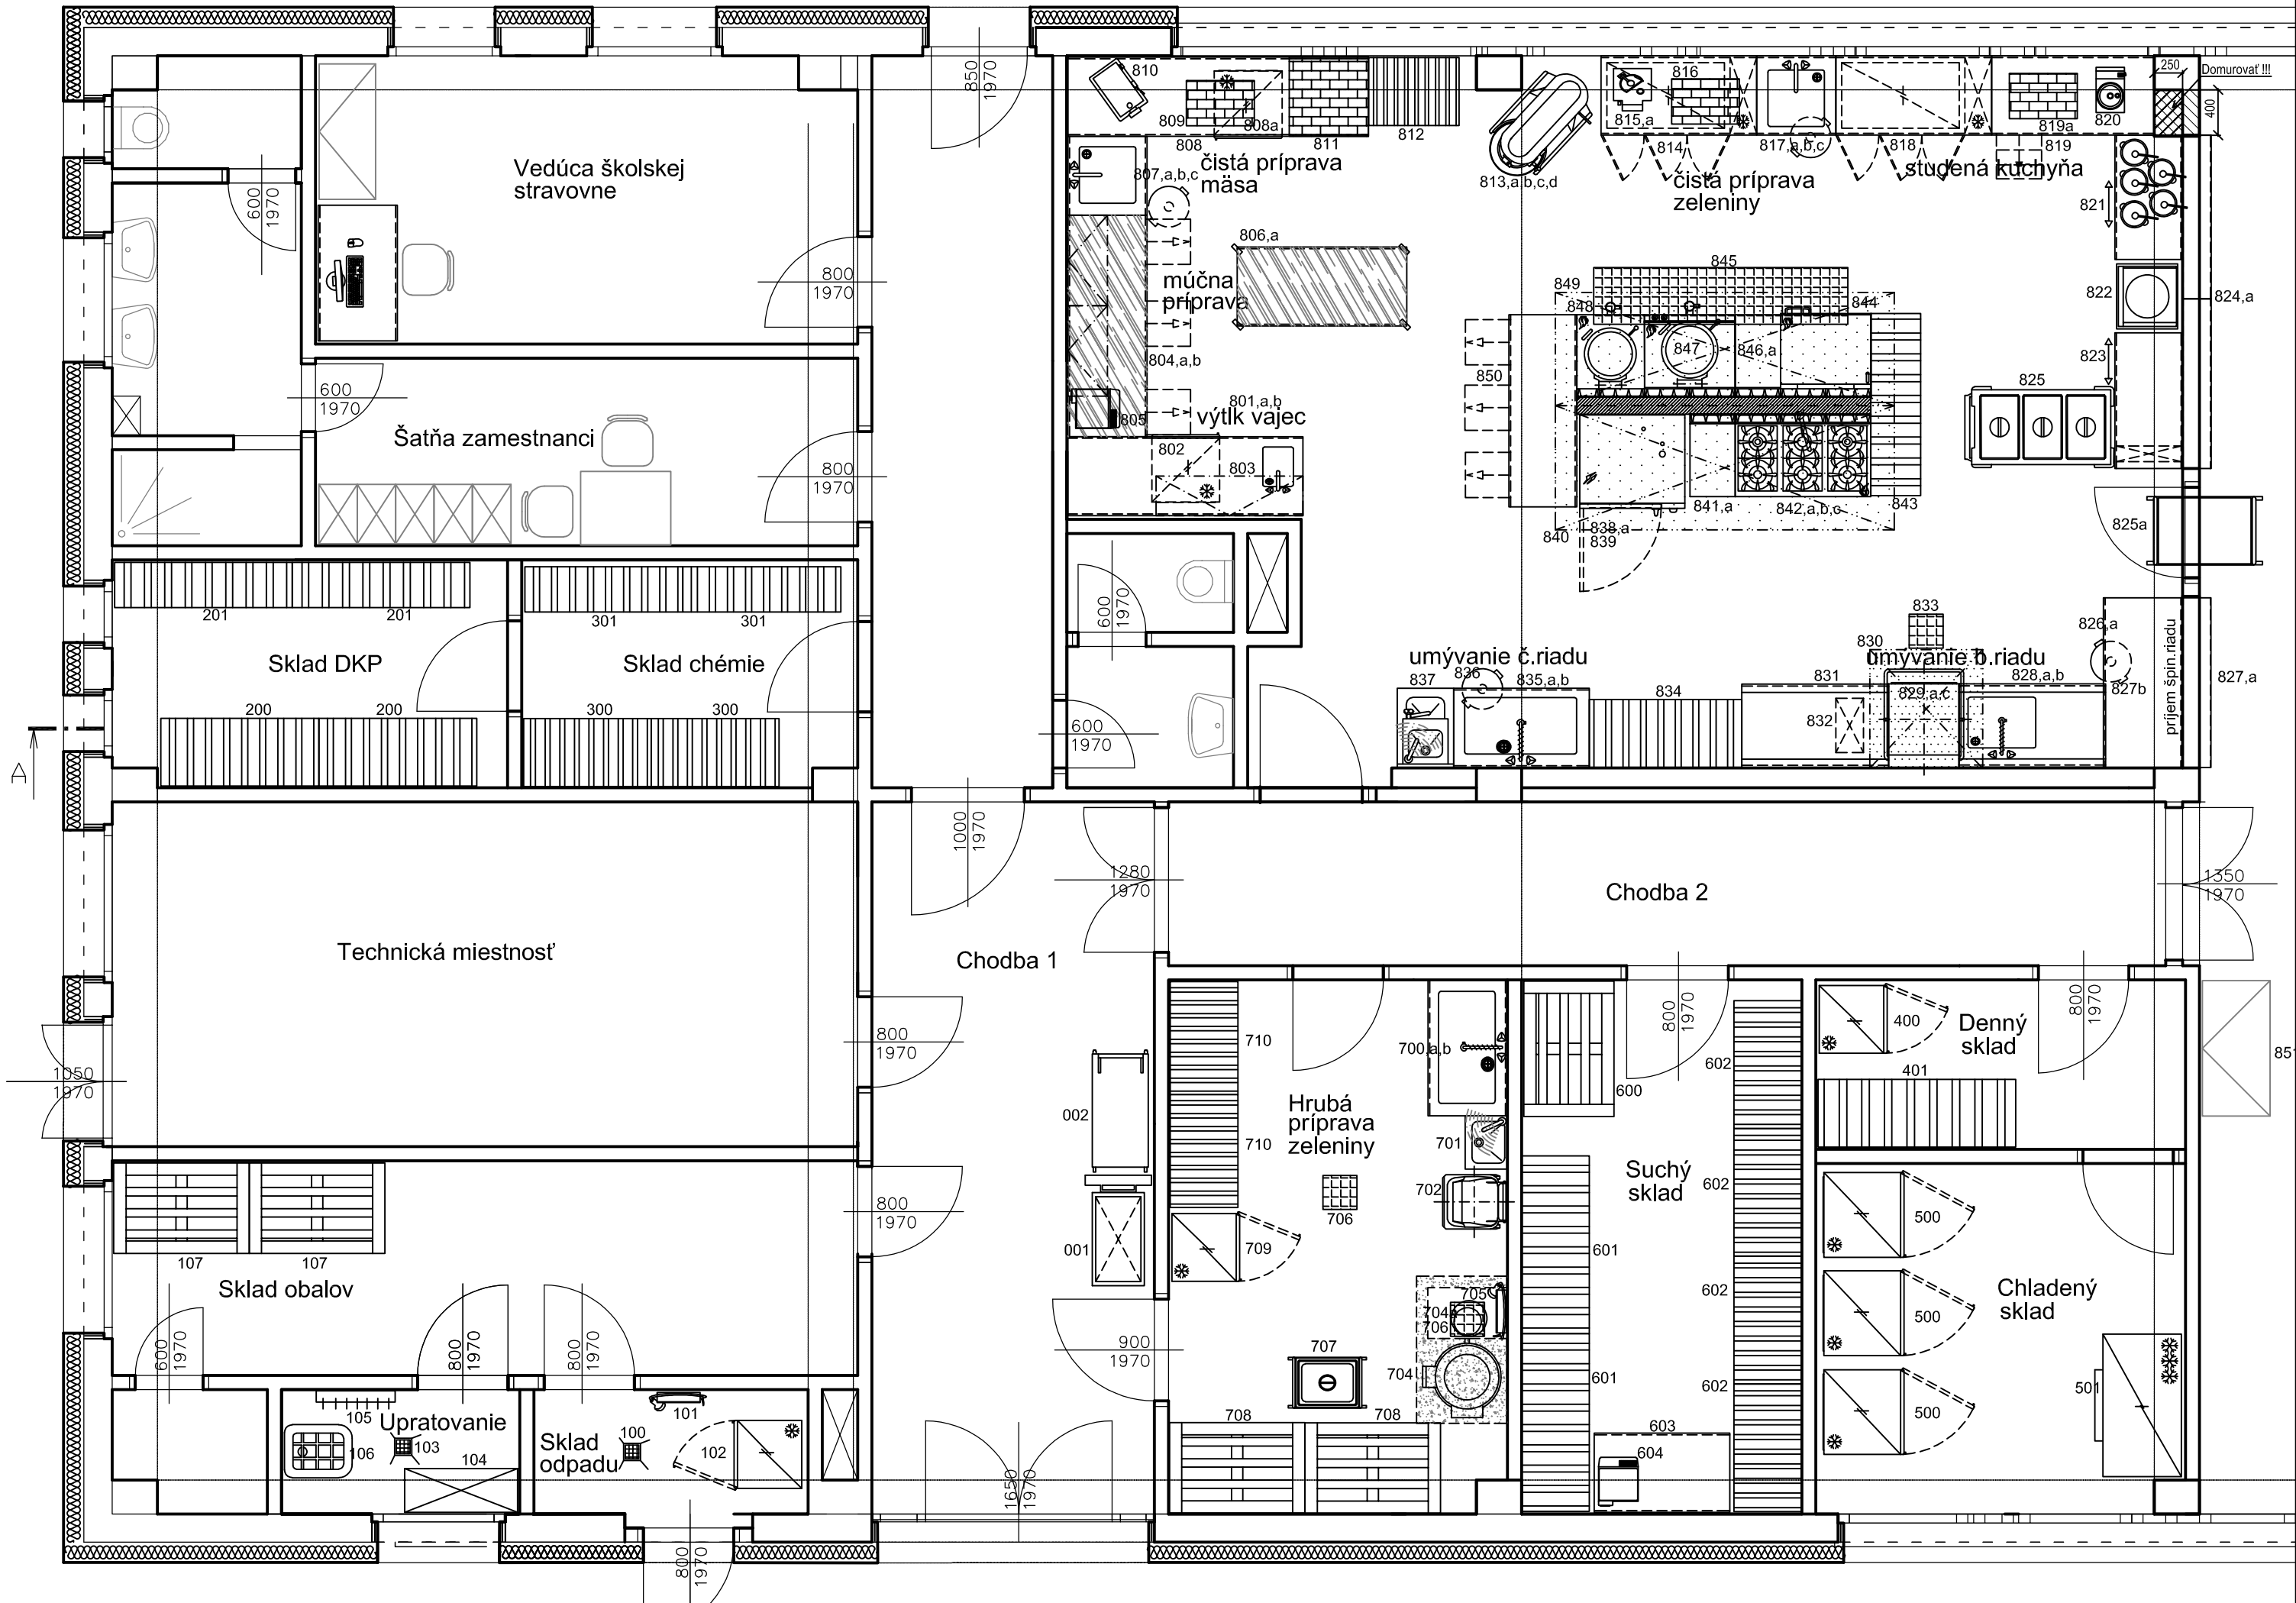 850
1970
250
Domurovať !!!
400
810
809
808a
808
811
812
813,a,b,c,d
čistá príprava
mäsa
816
815,a
814
817,a,b,c
818
819a
819
820
čistá príprava
zeleniny
studená kuchyňa
Vedúca školskej
stravovne
600
1970
800
1970
807,a,b,c
806,a
múčna
príprava
804,a,b
805
801,a,b
výtlk vajec
802
803
821
822
823
824,a
825
825a
845
849
848
844
847
846,a
850
843
842,a,b,c
841,a
840
838,a
839
600
1970
Šatňa zamestnanci
800
1970
201
201
301
301
Sklad DKP
Sklad chémie
200
200
300
300
A
600
1970
600
1970
umývanie č.riadu
837
836
835,a,b
834
831
832
833
830
umývanie b.riadu
829,a,c
828,a,b
826,a
827b
príjem špin.riadu
827,a
1000
1970
1280
1970
Chodba 2
1350
1970
Technická miestnosť
Chodba 1
800
1970
1050
1970
002
001
710
710
700,a,b
Hrubá
príprava
zeleniny
701
702
706
709
705
704
706
704
707
708
708
800
1970
600
602
602
602
602
Suchý
sklad
601
601
603
604
400
401
Denný
sklad
800
1970
851
500
500
500
Chladený
sklad
501
800
1970
107
107
Sklad obalov
600
1970
800
1970
800
1970
900
1970
105
Upratovanie
106
103
104
Sklad
odpadu
100
101
102
1650
1970
800
1970